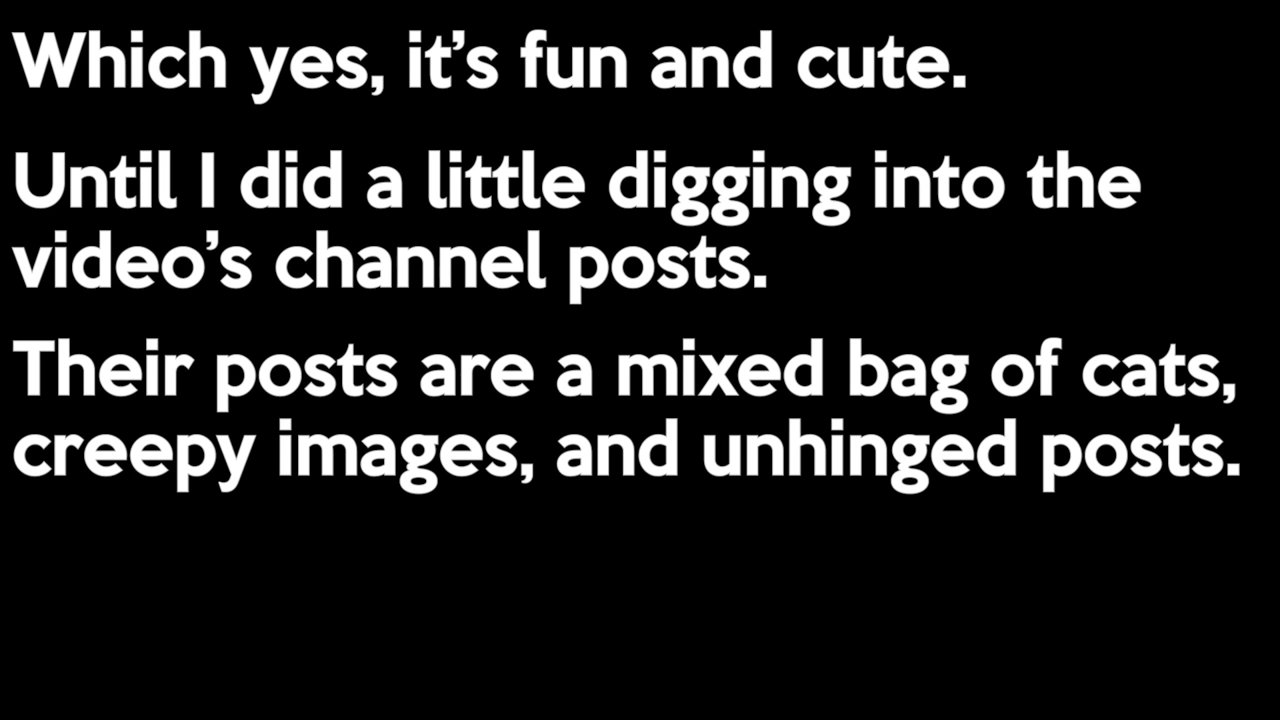 Which yes, it’s fun and cute.
Until I did a little digging into the
video’s channel posts.
Their posts are a mixed bag of cats,
creepy images, and unhinged posts.